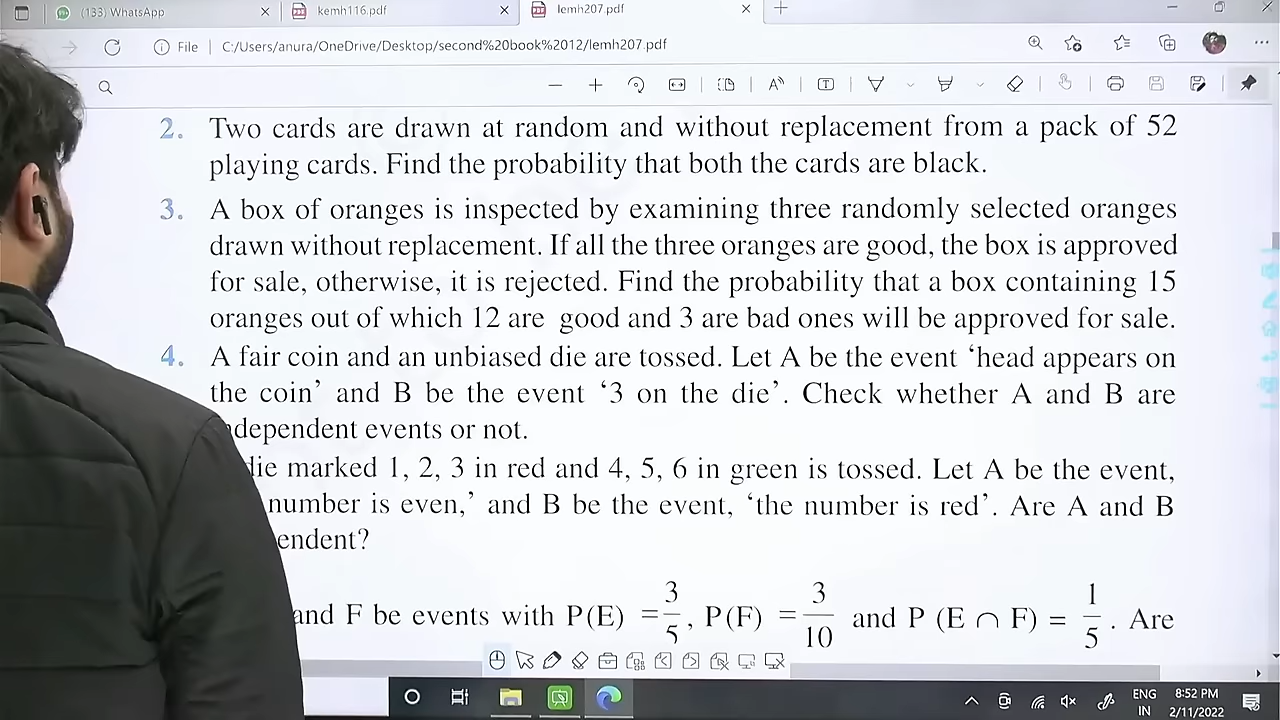 (133) WhatsApp
kemh116.pdf
lemh207.pdf
File | C:/Users/anura/OneDrive/Desktop/second%20book%2012/lemh207.pdf
2. Two cards are drawn at random and without replacement from a pack of 52
playing cards. Find the probability that both the cards are black.
3. A box of oranges is inspected by examining three randomly selected oranges
drawn without replacement. If all the three oranges are good, the box is approved
for sale, otherwise, it is rejected. Find the probability that a box containing 15
oranges out of which 12 are good and 3 are bad ones will be approved for sale.
4. A fair coin and an unbiased die are tossed. Let A be the event ‘head appears on
the coin’ and B be the event ‘3 on the die’. Check whether A and B are
ndependent events or not.
die marked 1, 2, 3 in red and 4, 5, 6 in green is tossed. Let A be the event,
number is even,’ and B be the event, ‘the number is red’. Are A and B
endent?
and F be events with P(E) = 3/5, P(F) = 3/10 and P (E ∩ F) = 1/5. Are
ENG
IN
8:52 PM
2/11/2022